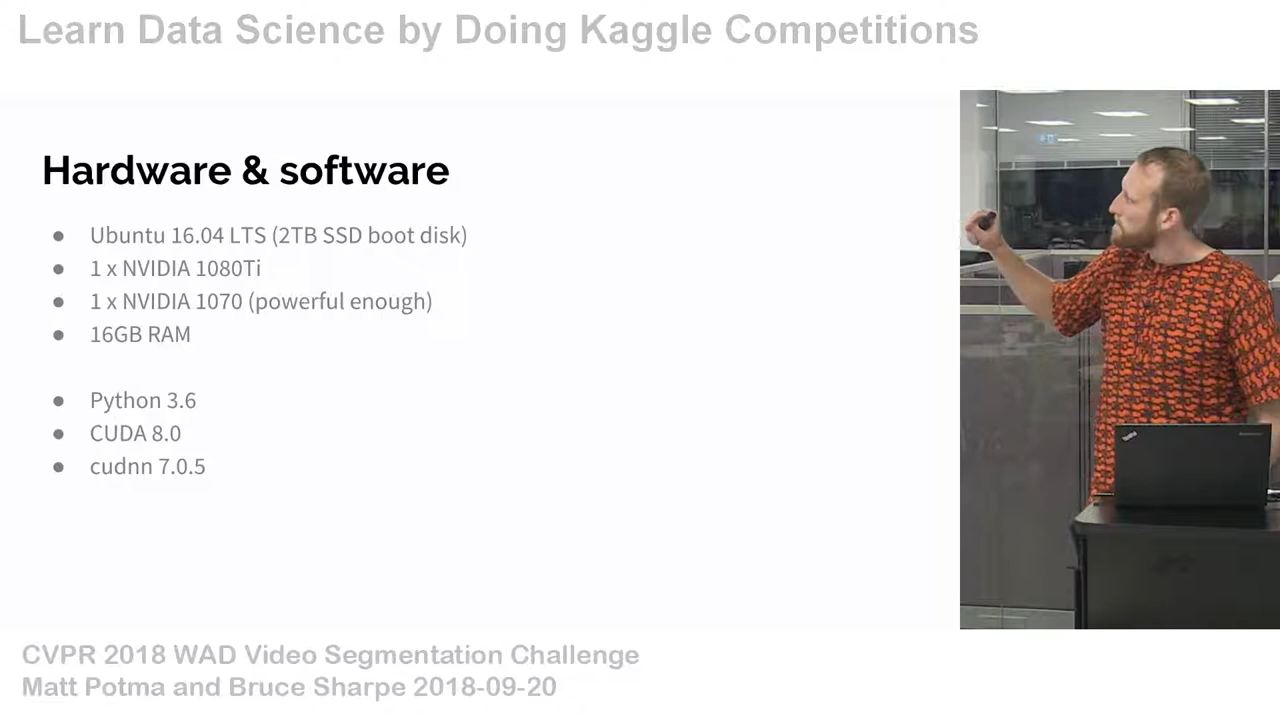 Learn Data Science by Doing Kaggle Competitions
Hardware & software
● Ubuntu 16.04 LTS (2TB SSD boot disk)
● 1 x NVIDIA 1080Ti
● 1 x NVIDIA 1070 (powerful enough)
● 16GB RAM
● Python 3.6
● CUDA 8.0
● cudnn 7.0.5
ThinkPad
CVPR 2018 WAD Video Segmentation Challenge
Matt Potma and Bruce Sharpe 2018-09-20